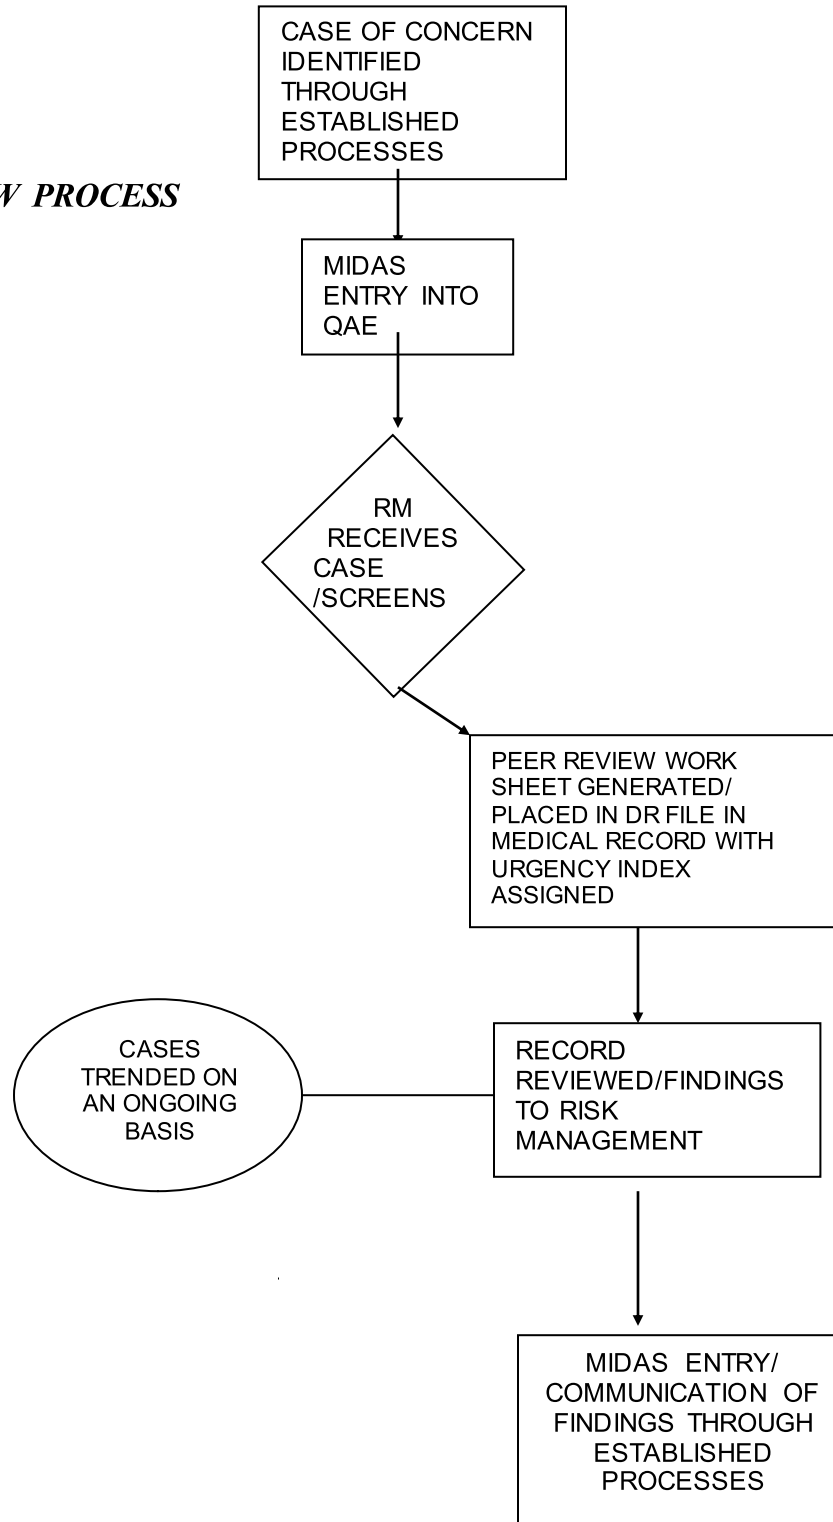 CASE OF CONCERN
IDENTIFIED
THROUGH
ESTABLISHED
PROCESSES
W PROCESS
MIDAS
ENTRY INTO
QAE
RM
RECEIVES
CASE
/SCREENS
PEER REVIEW WORK
SHEET GENERATED/
PLACED IN DR FILE IN
MEDICAL RECORD WITH
URGENCY INDEX
ASSIGNED
CASES
TRENDED ON
AN ONGOING
BASIS
RECORD
REVIEWED/FINDINGS
TO RISK
MANAGEMENT
MIDAS ENTRY/
COMMUNICATION OF
FINDINGS THROUGH
ESTABLISHED
PROCESSES